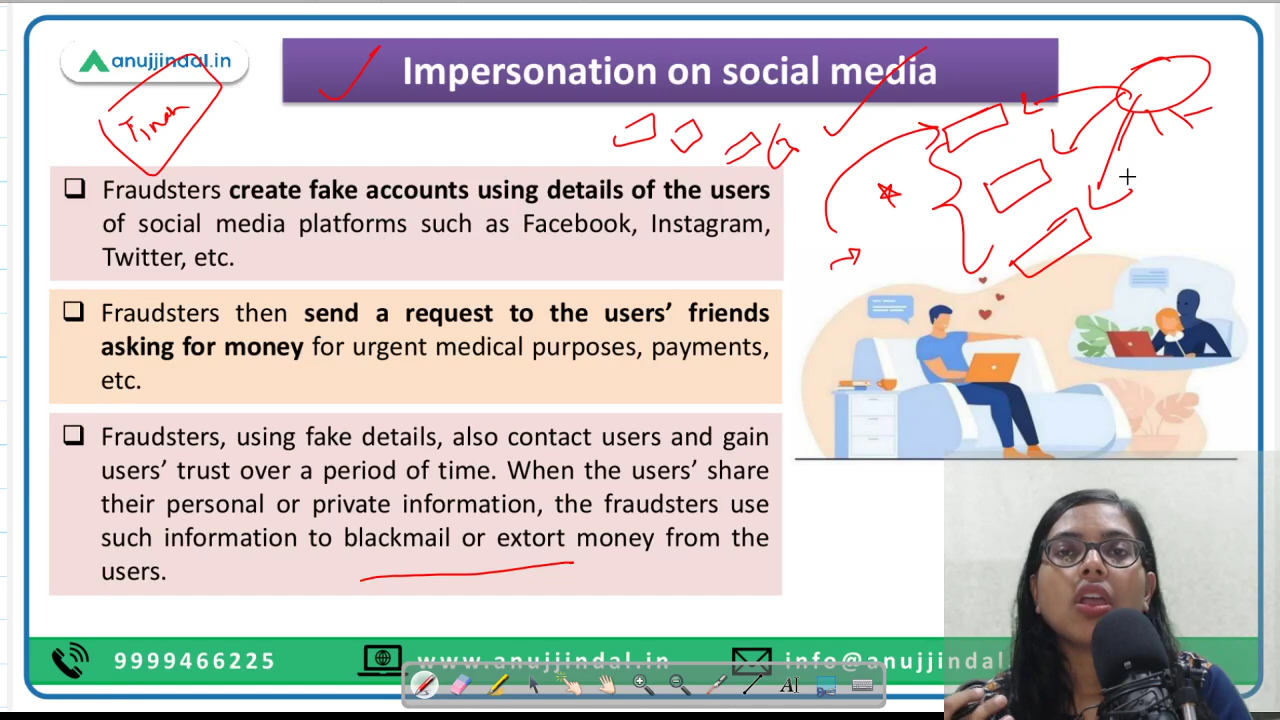 anujjindal.in
Impersonation on social media
Finan
Fraudsters create fake accounts using details of the users
of social media platforms such as Facebook, Instagram,
Twitter, etc.
Fraudsters then send a request to the users' friends
asking for money for urgent medical purposes, payments,
etc.
Fraudsters, using fake details, also contact users and gain
users' trust over a period of time. When the users' share
their personal or private information, the fraudsters use
such information to blackmail or extort money from the
users.
9999466225
www.anujjindal.in
info@anujjindal
AI